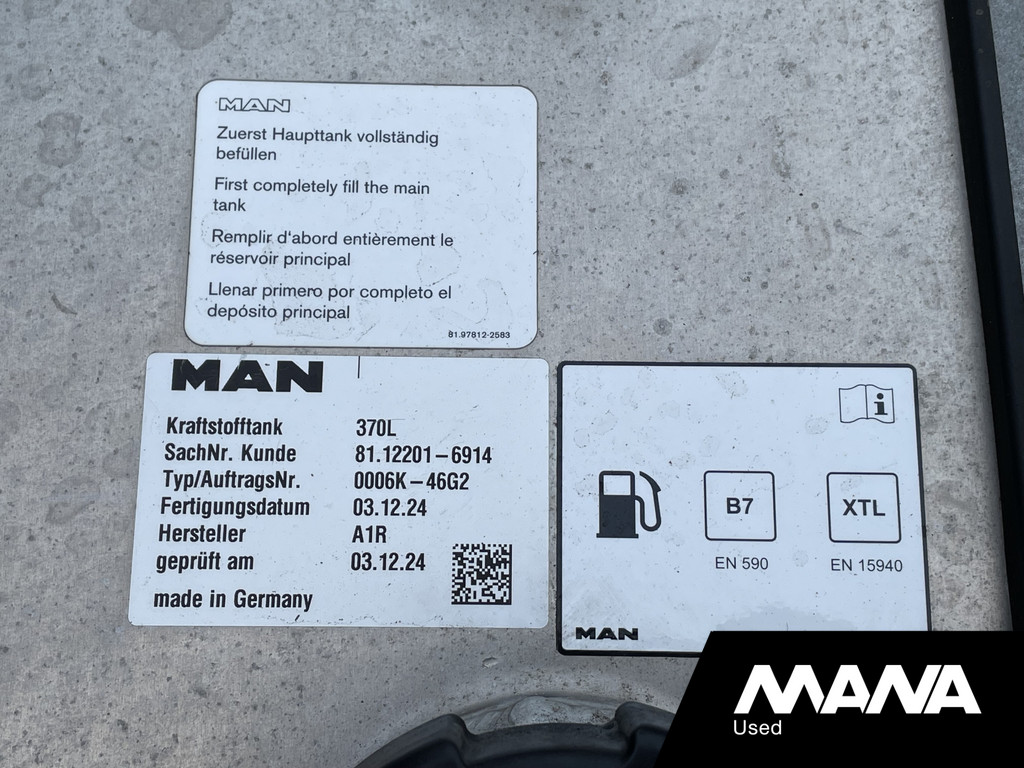 MAN
Zuerst Haupttank vollständig
befüllen
First completely fill the main
tank
Remplir d'abord entièrement le
réservoir principal
Llenar primero por completo el
depósito principal
81.97812-2583
MAN
Kraftstofftank 370L
SachNr. Kunde 81.12201-6914
Typ/AuftragsNr. 0006K-46G2
Fertigungsdatum 03.12.24
Hersteller A1R
geprüft am 03.12.24
made in Germany
i
B7 XTL
EN 590 EN 15940
MAN
MANA
Used